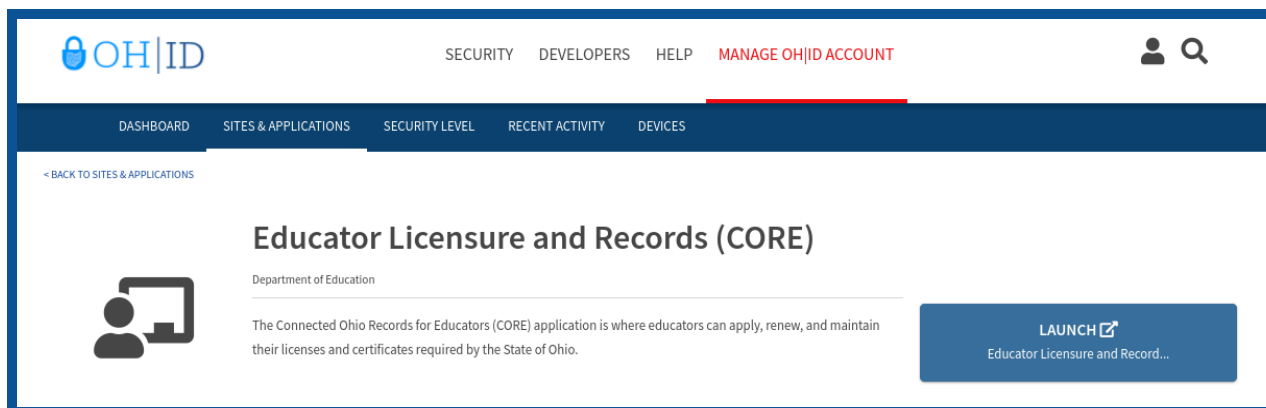 OH|ID
SECURITY DEVELOPERS HELP MANAGE OH|ID ACCOUNT
DASHBOARD SITES & APPLICATIONS SECURITY LEVEL RECENT ACTIVITY DEVICES
< BACK TO SITES & APPLICATIONS
Educator Licensure and Records (CORE)
Department of Education
The Connected Ohio Records for Educators (CORE) application is where educators can apply, renew, and maintain
their licenses and certificates required by the State of Ohio.
LAUNCH
Educator Licensure and Record...